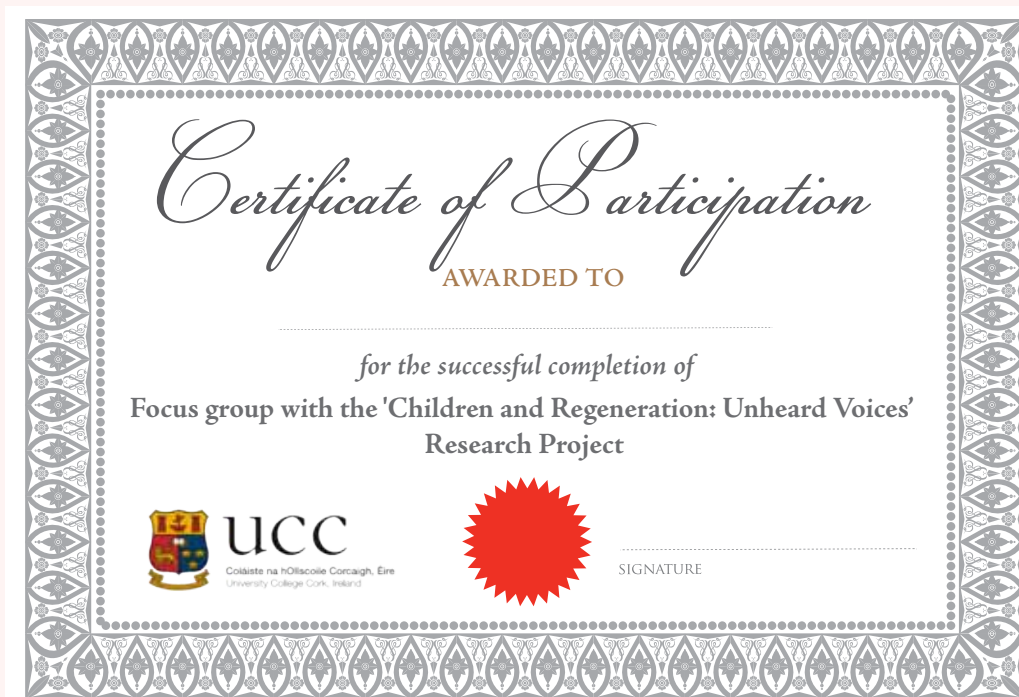 Certificate of Participation
AWARDED TO
for the successful completion of
Focus group with the 'Children and Regeneration: Unheard Voices’
Research Project
UCC
Coláiste na hOllscoile Corcaigh, Éire
University College Cork, Ireland
SIGNATURE